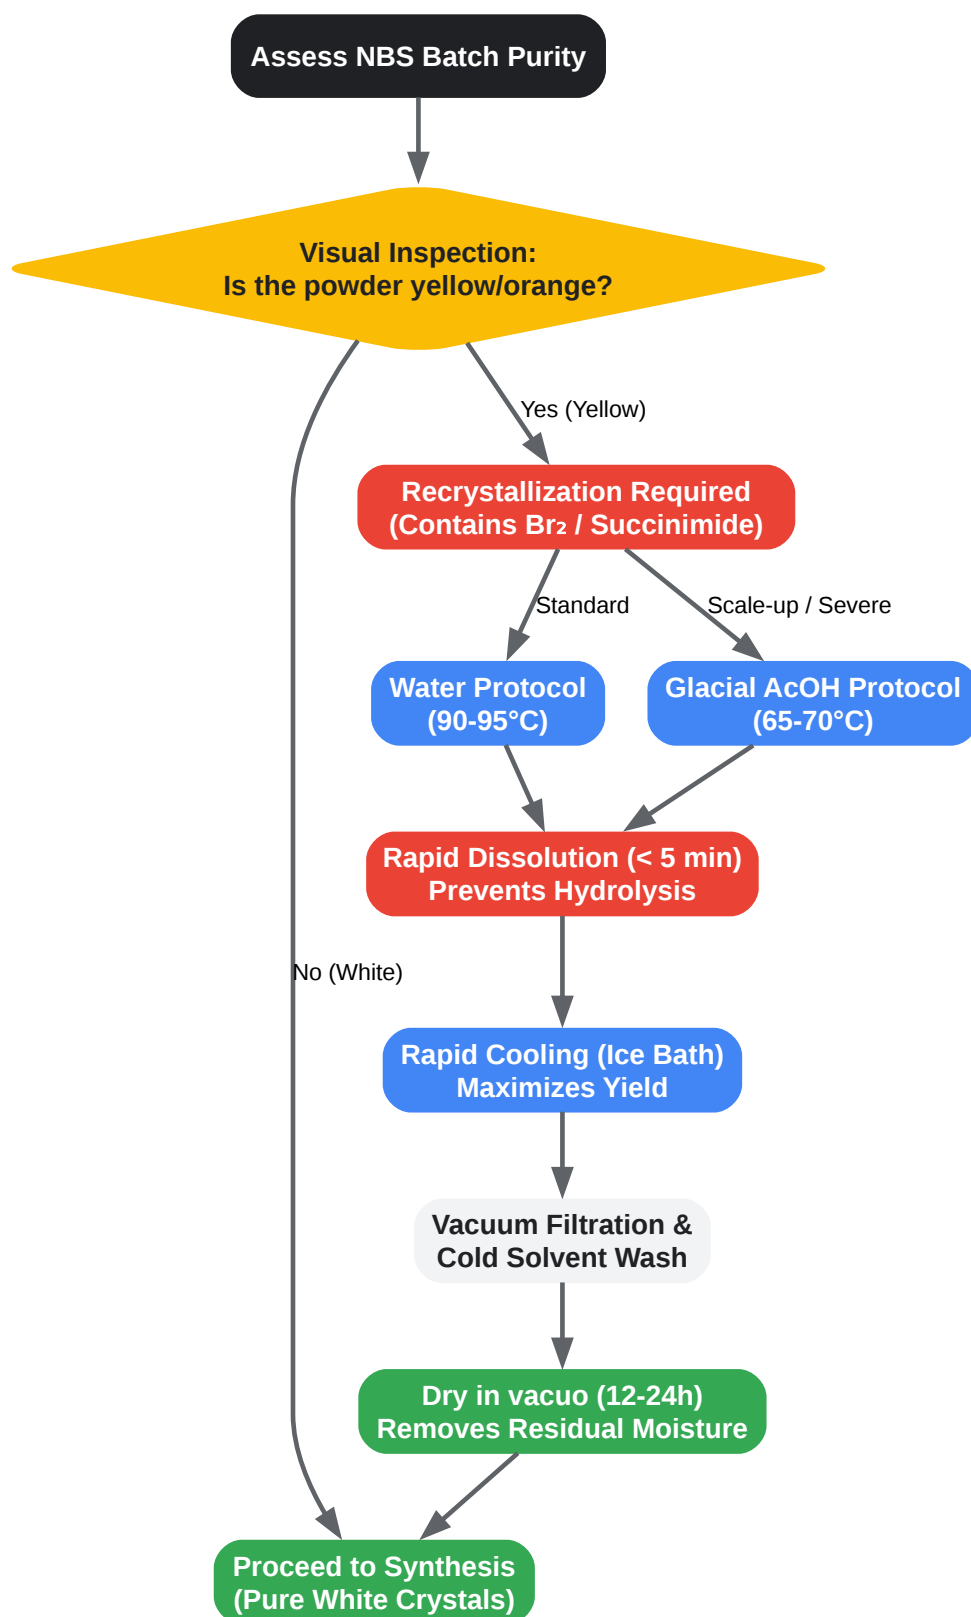 Assess NBS Batch Purity
Visual Inspection:
Is the powder yellow/orange?
Yes (Yellow)
Recrystallization Required
(Contains Br₂ / Succinimide)
Standard
Scale-up / Severe
Water Protocol
(90-95°C)
Glacial AcOH Protocol
(65-70°C)
Rapid Dissolution (< 5 min)
Prevents Hydrolysis
No (White)
Rapid Cooling (Ice Bath)
Maximizes Yield
Vacuum Filtration &
Cold Solvent Wash
Dry in vacuo (12-24h)
Removes Residual Moisture
Proceed to Synthesis
(Pure White Crystals)